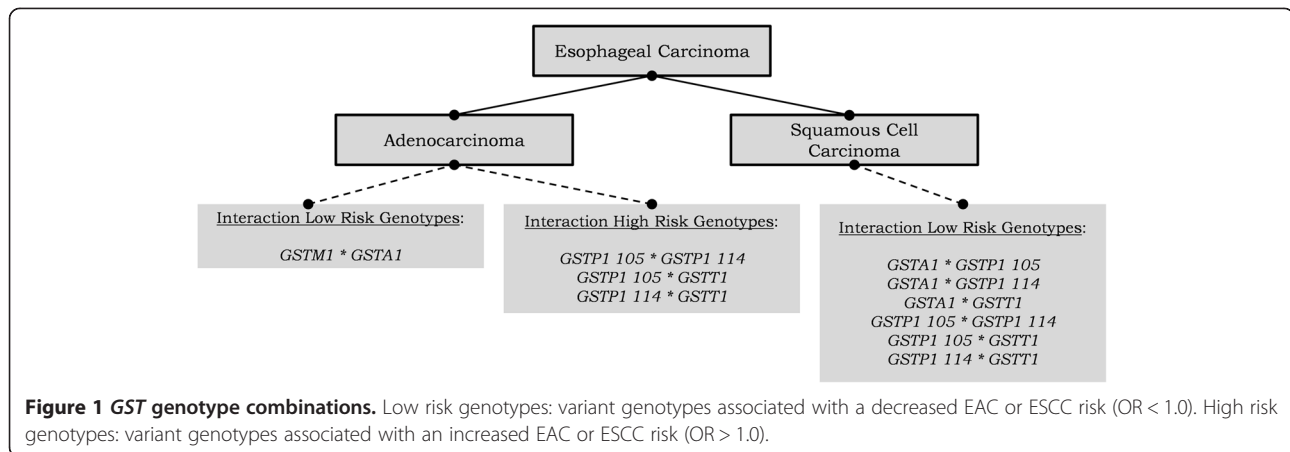 Esophageal Carcinoma
Adenocarcinoma
Squamous Cell
Carcinoma
Interaction Low Risk Genotypes:
GSTM1 * GSTA1
Interaction High Risk Genotypes:
GSTP1 105 * GSTP1 114
GSTP1 105 * GSTT1
GSTP1 114 * GSTT1
Interaction Low Risk Genotypes:
GSTA1 * GSTP1 105
GSTA1 * GSTP1 114
GSTA1 * GSTT1
GSTP1 105 * GSTP1 114
GSTP1 105 * GSTT1
GSTP1 114 * GSTT1
Figure 1 GST genotype combinations. Low risk genotypes: variant genotypes associated with a decreased EAC or ESCC risk (OR < 1.0). High risk
genotypes: variant genotypes associated with an increased EAC or ESCC risk (OR > 1.0).